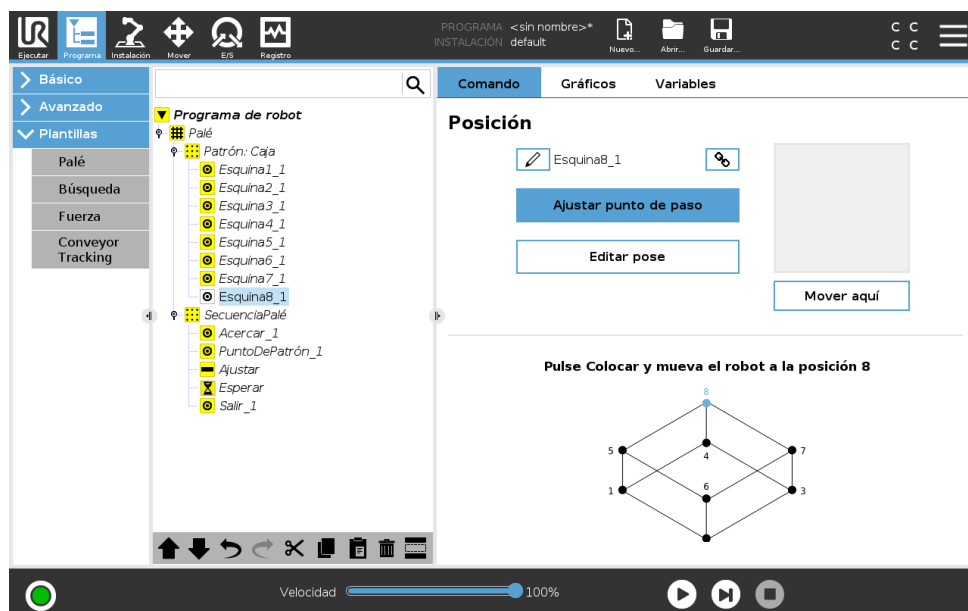 UR
PROGRAMA <sin nombre>*
INSTALACIÓN default
Ejecutar Programa Instalación Mover E/S Registro
Nuevo... Abrir... Guardar...
C C
C C
Básico
Avanzado
Plantillas
Palé
Búsqueda
Fuerza
Conveyor
Tracking
Programa de robot
Palé
Patrón: Caja
Esquina1_1
Esquina2_1
Esquina3_1
Esquina4_1
Esquina5_1
Esquina6_1
Esquina7_1
Esquina8_1
SecuenciaPalé
Acercar_1
PuntoDePatrón_1
Ajustar
Esperar
Salir_1
Comando Gráficos Variables
Posición
Esquina8_1
Ajustar punto de paso
Editar pose
Mover aquí
Pulse Colocar y mueva el robot a la posición 8
8
5 4 7
1 6 3
Velocidad 100%